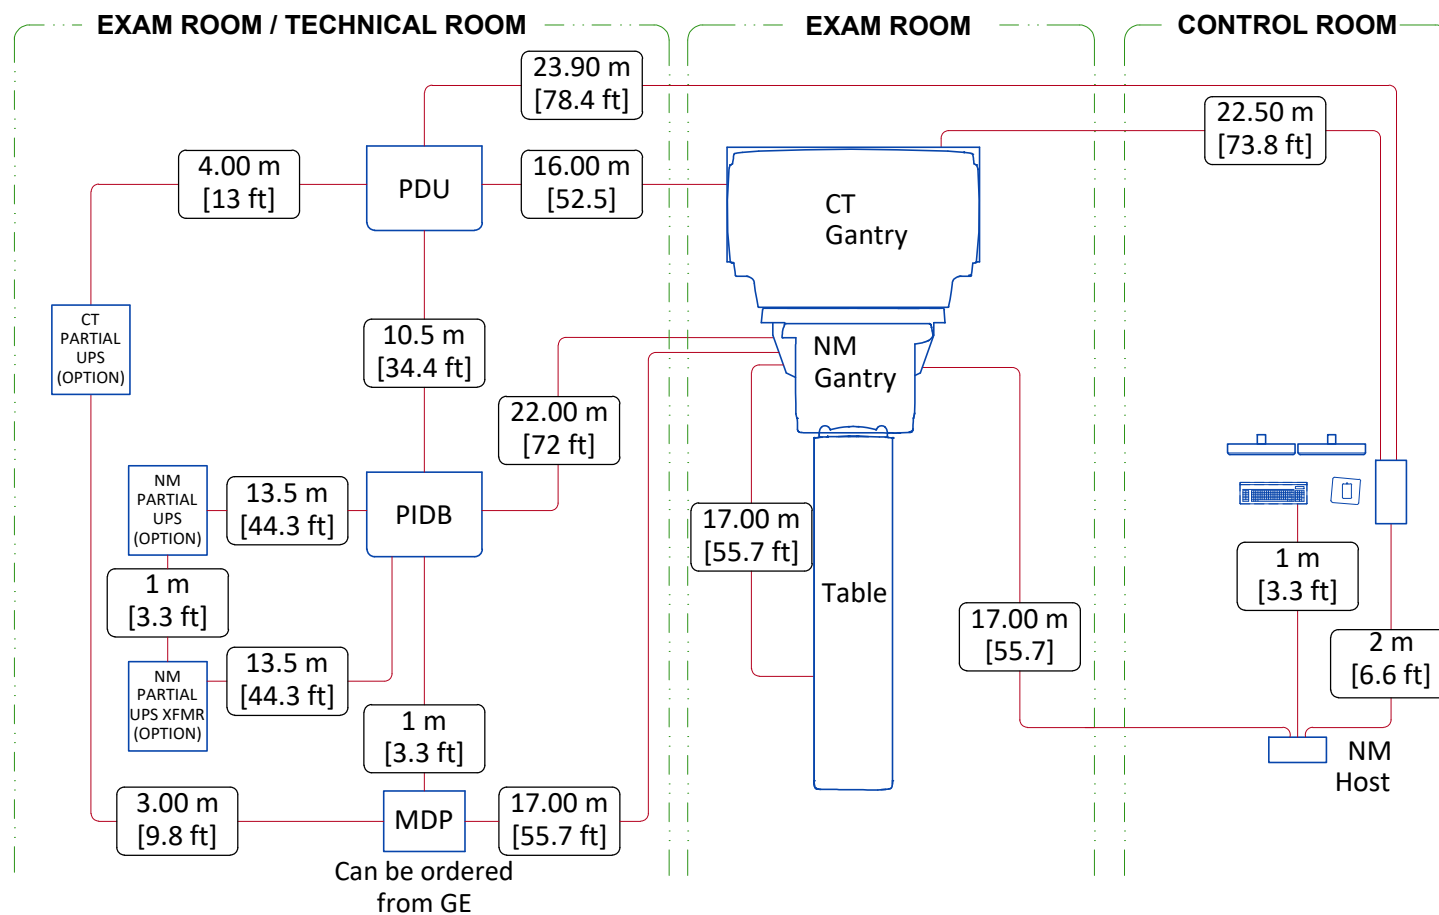 EXAM ROOM / TECHNICAL ROOM
EXAM ROOM
CONTROL ROOM
23.90 m
[78.4 ft]
22.50 m
[73.8 ft]
4.00 m
[13 ft]
PDU
16.00 m
[52.5]
CT
Gantry
CT
PARTIAL
UPS
(OPTION)
10.5 m
[34.4 ft]
NM
Gantry
22.00 m
[72 ft]
NM
PARTIAL
UPS
(OPTION)
13.5 m
[44.3 ft]
PIDB
17.00 m
[55.7 ft]
1 m
[3.3 ft]
Table
1 m
[3.3 ft]
17.00 m
[55.7]
2 m
[6.6 ft]
NM
PARTIAL
UPS XFMR
(OPTION)
13.5 m
[44.3 ft]
1 m
[3.3 ft]
NM
Host
3.00 m
[9.8 ft]
MDP
17.00 m
[55.7 ft]
Can be ordered
from GE